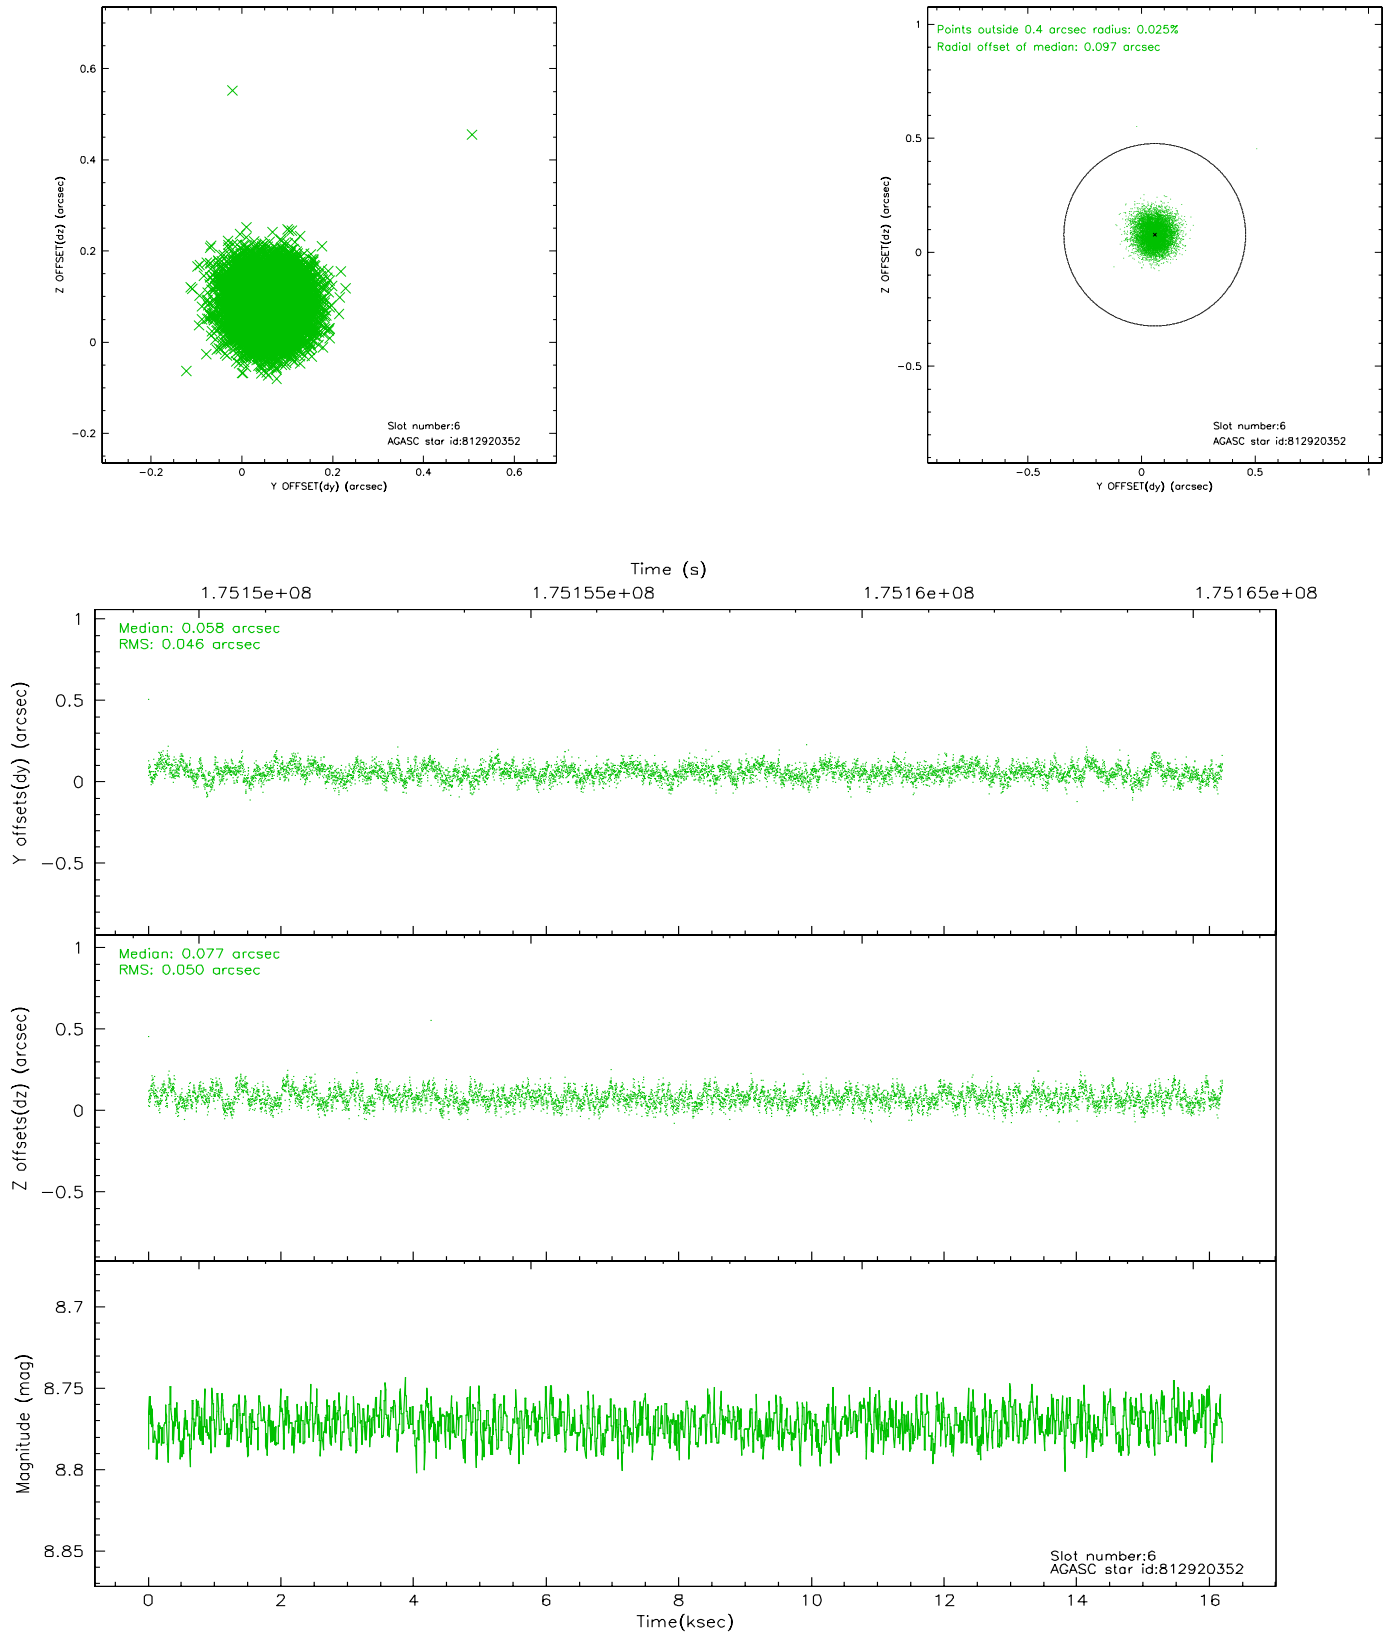 0.6
0.4
0.2
0
−0.2
Z OFFSET(dz) (arcsec)
Slot number:6
AGASC star id:812920352
−0.2 0 0.2 0.4 0.6
Y OFFSET(dy) (arcsec)
Points outside 0.4 arcsec radius: 0.025%
Radial offset of median: 0.097 arcsec
1
0.5
0
−0.5
Z OFFSET(dz) (arcsec)
Slot number:6
AGASC star id:812920352
−0.5 0 0.5 1
Y OFFSET(dy) (arcsec)
Time (s)
1.7515e+08 1.75155e+08 1.7516e+08 1.75165e+08
Median: 0.058 arcsec
RMS: 0.046 arcsec
1
0.5
0
−0.5
Y offsets(dy) (arcsec)
Median: 0.077 arcsec
RMS: 0.050 arcsec
1
0.5
0
−0.5
Z offsets(dz) (arcsec)
8.7
8.75
8.8
8.85
Magnitude (mag)
Slot number:6
AGASC star id:812920352
0 2 4 6 8 10 12 14 16
Time(ksec)